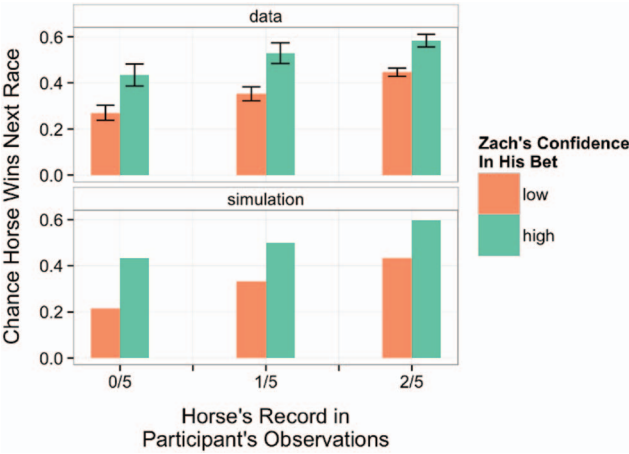 data
0.6
0.4
0.2
0.0
simulation
0.6
0.4
0.2
0.0
0/5 1/5 2/5
Chance Horse Wins Next Race
Horse's Record in
Participant's Observations
Zach's Confidence
In His Bet
low
high